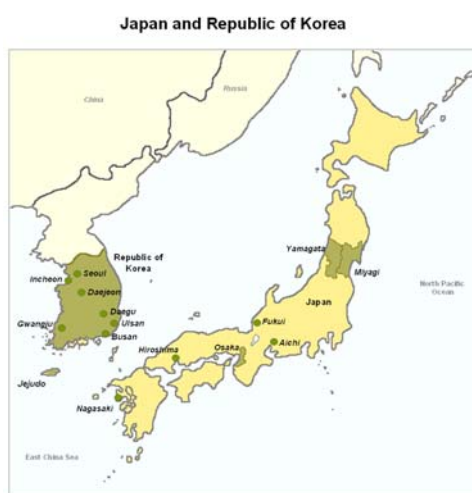 Japan and Republic of Korea
China
Russia
Republic of
Korea
Seoul
Incheon
Daejeon
Daegu
Gwangju
Ulsan
Busan
Jejudo
Yamagata
Miyagi
North Pacific
Ocean
Japan
Fukui
Aichi
Osaka
Hiroshima
Nagasaki
East China Sea